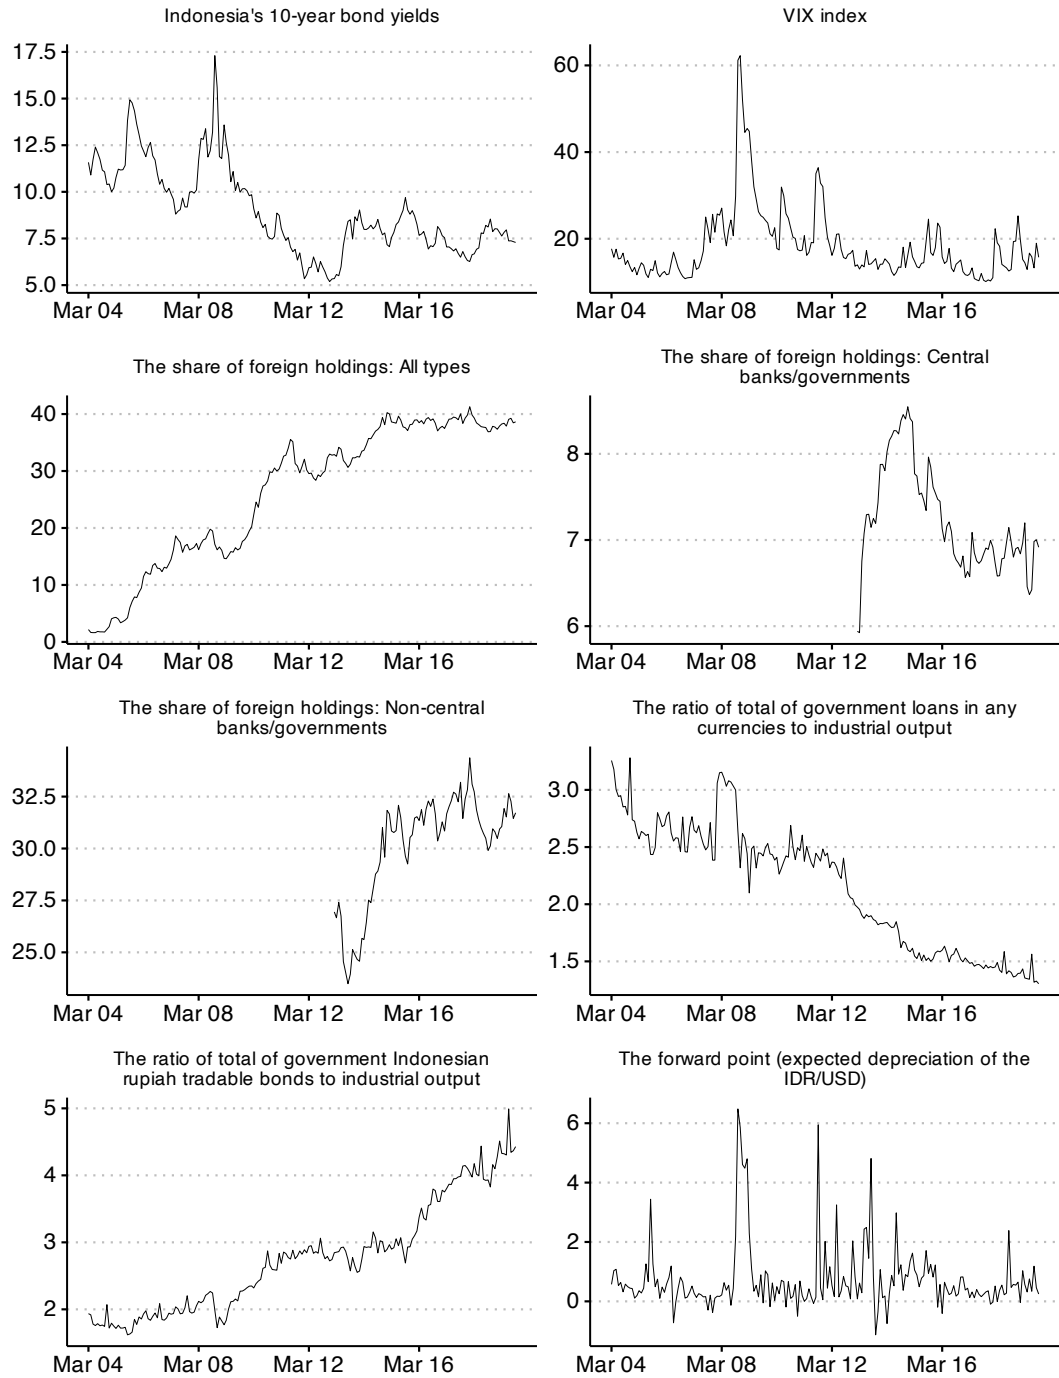 Indonesia's 10-year bond yields
17.5
15.0
12.5
10.0
7.5
5.0
Mar 04 Mar 08 Mar 12 Mar 16
VIX index
60
40
20
Mar 04 Mar 08 Mar 12 Mar 16
The share of foreign holdings: All types
40
30
20
10
0
Mar 04 Mar 08 Mar 12 Mar 16
The share of foreign holdings: Central
banks/governments
8
7
6
Mar 04 Mar 08 Mar 12 Mar 16
The share of foreign holdings: Non-central
banks/governments
32.5
30.0
27.5
25.0
Mar 04 Mar 08 Mar 12 Mar 16
The ratio of total of government loans in any
currencies to industrial output
3.0
2.5
2.0
1.5
Mar 04 Mar 08 Mar 12 Mar 16
The ratio of total of government Indonesian
rupiah tradable bonds to industrial output
5
4
3
2
Mar 04 Mar 08 Mar 12 Mar 16
The forward point (expected depreciation of the
IDR/USD)
6
4
2
0
Mar 04 Mar 08 Mar 12 Mar 16